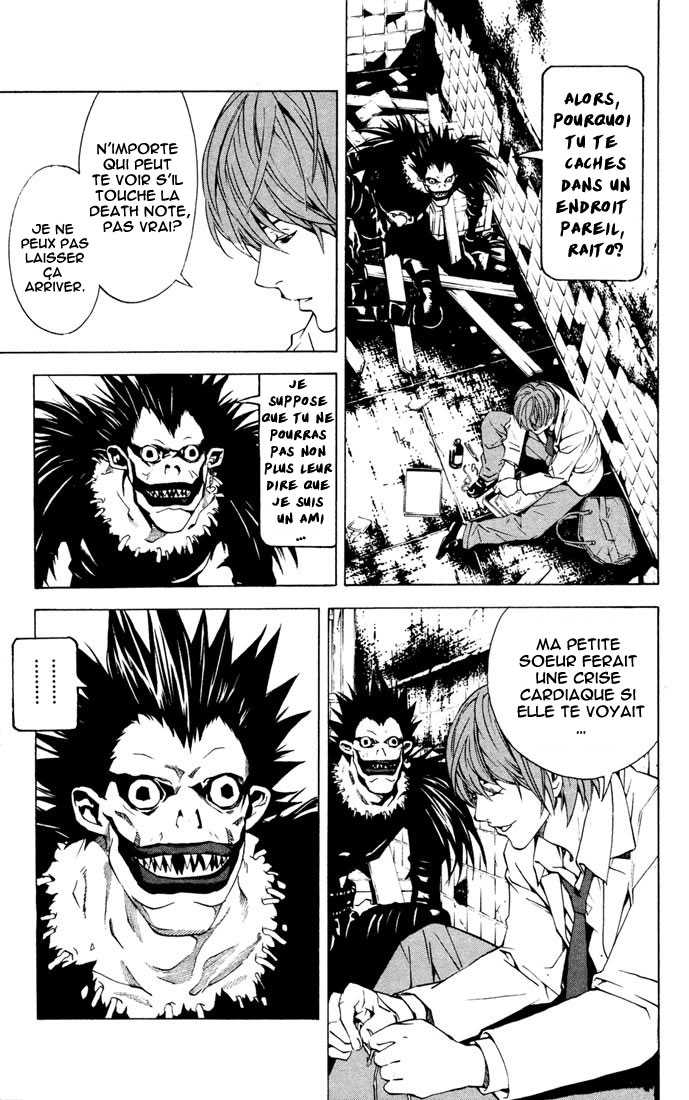 ALORS,
POURQUOI
TU TE
CACHES
DANS UN
ENDROIT
PAREIL,
RAITO?
N'IMPORTE
QUI PEUT
TE VOIR S'IL
TOUCHE LA
DEATH NOTE,
PAS VRAI?
JE NE
PEUX PAS
LAISSER
ÇA
ARRIVER.
JE
SUPPOSE
QUE TU NE
POURRAS
PAS NON
PLUS LEUR
DIRE QUE
JE SUIS
UN AMI
...
MA PETITE
SOEUR FERAIT
UNE CRISE
CARDIAQUE SI
ELLE TE VOYAIT
...
.......
.......